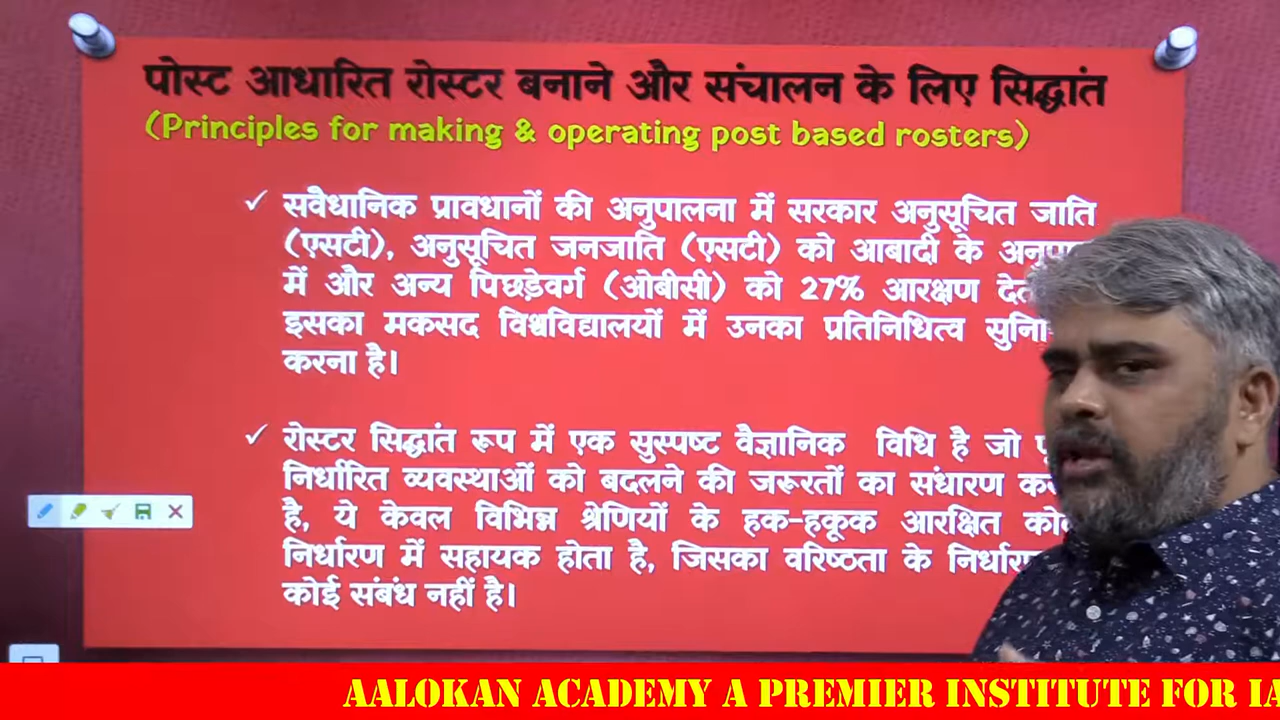 पोस्ट आधारित रोस्टर बनाने और संचालन के लिए सिद्धांत
(Principles for making & operating post based rosters)
✓ सवैधानिक प्रावधानों की अनुपालना में सरकार अनुसूचित जाति
(एसटी), अनुसूचित जनजाति (एसटी) को आबादी के
में और अन्य पिछड़ेवर्ग (ओबीसी) को 27% आरक्षण
इसका मकसद विश्वविद्यालयों में उनका प्रतिनिधित्व
करना है।
✓ रोस्टर सिद्धांत रूप में एक सुस्पष्ट वैज्ञानिक विधि है जो
निर्धारित व्यवस्थाओं को बदलने की जरूरतों का संधारण
है, ये केवल विभिन्न श्रेणियों के हक-हकूक आरक्षित
निर्धारण में सहायक होता है, जिसका वरिष्ठता के
कोई संबंध नहीं है।
AALOKAN ACADEMY A PREMIER INSTITUTE FOR